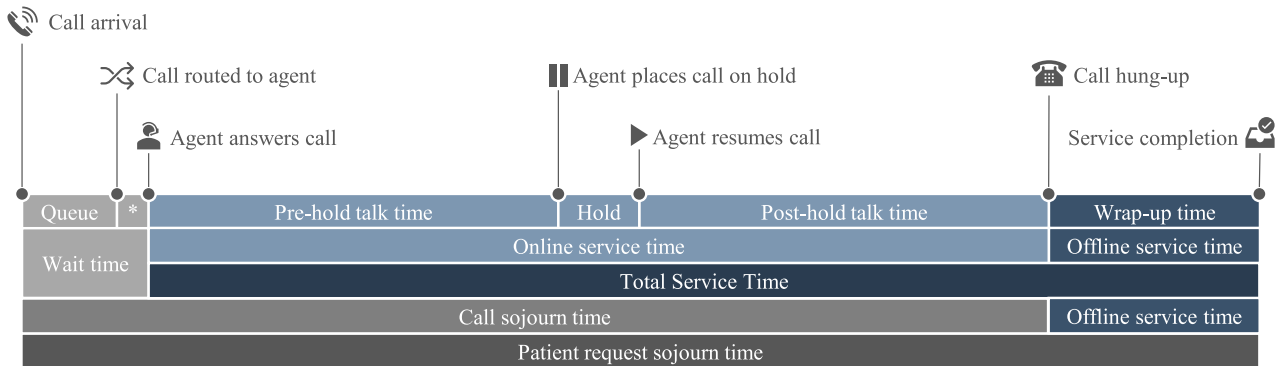 Call arrival
Call routed to agent
Agent places call on hold
Call hung-up
Agent answers call
Agent resumes call
Service completion
Queue
*
Pre-hold talk time
Hold
Post-hold talk time
Wrap-up time
Wait time
Online service time
Offline service time
Total Service Time
Call sojourn time
Offline service time
Patient request sojourn time